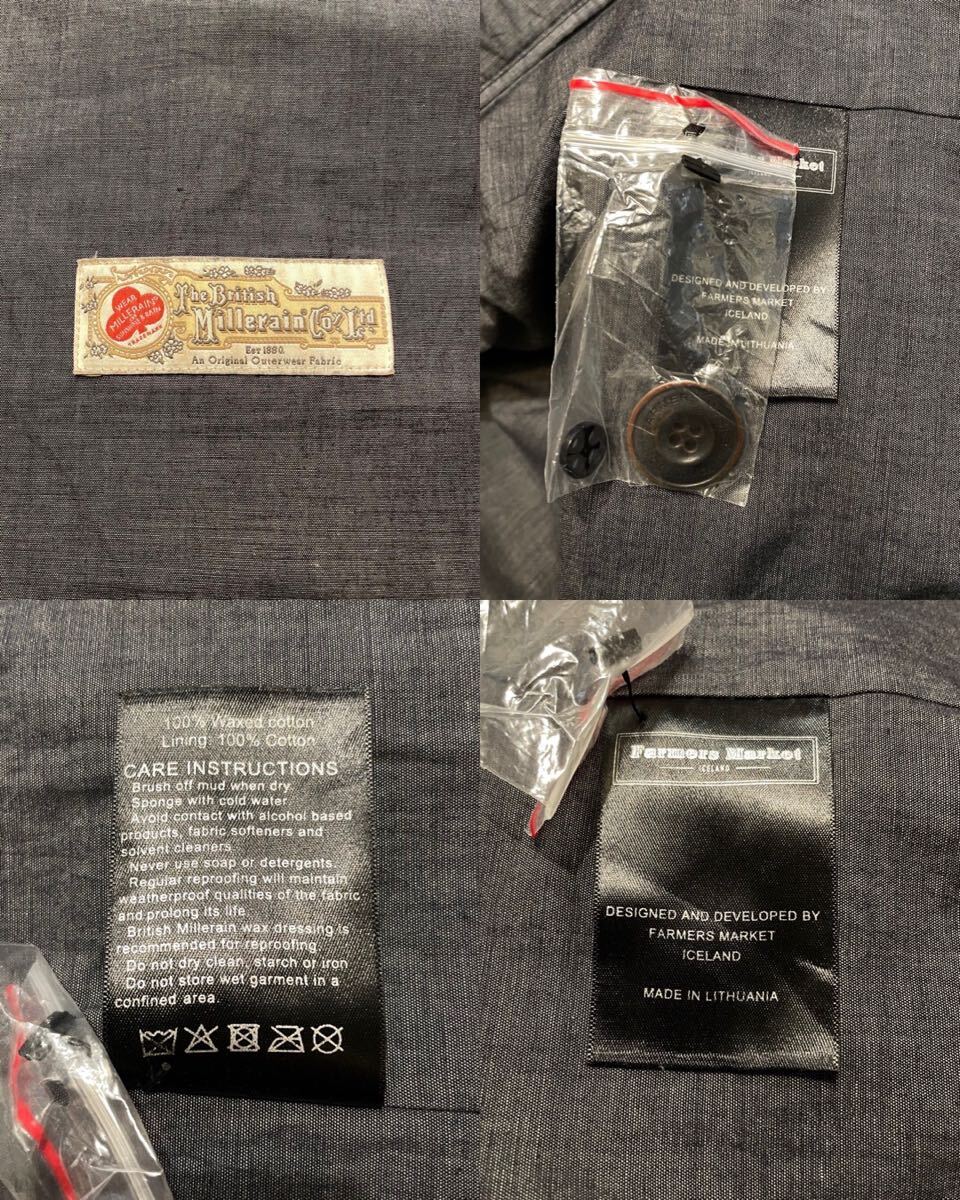 WEAR
MILLERAIN
SUNSHINE & RAIN
TRADEMARK
The British
Millerain Co Ltd
Est 1880.
An Original Outerwear Fabric
Market
ICELAND
DESIGNED AND DEVELOPED BY
FARMERS MARKET
ICELAND
MADE IN LITHUANIA
100% Waxed cotton
Lining: 100% Cotton
CARE INSTRUCTIONS
Brush off mud when dry.
Sponge with cold water
Avoid contact with alcohol based
products, fabric softeners and
solvent cleaners
Never use soap or detergents.
Regular reproofing will maintain
weatherproof qualities of the fabric
and prolong its life.
British Millerain wax dressing is
recommended for reproofing.
Do not dry clean, starch or iron
Do not store wet garment in a
confined area.
Farmers Market
ICELAND
DESIGNED AND DEVELOPED BY
FARMERS MARKET
ICELAND
MADE IN LITHUANIA